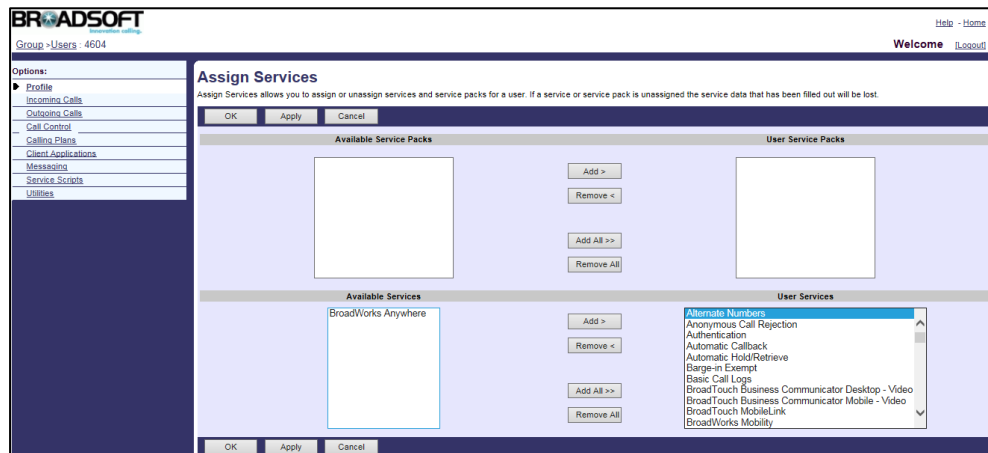 BROADSOFT
innovation calling.
Help - Home
Group >Users : 4604
Welcome [Logout]
Options:
Profile
Incoming Calls
Outgoing Calls
Call Control
Calling Plans
Client Applications
Messaging
Service Scripts
Utilities
Assign Services
Assign Services allows you to assign or unassign services and service packs for a user. If a service or service pack is unassigned the service data that has been filled out will be lost.
OK Apply Cancel
Available Service Packs User Service Packs
Add >
Remove <
Add All >>
Remove All
Available Services User Services
BroadWorks Anywhere
Add >
Remove <
Add All >>
Remove All
Alternate Numbers
Anonymous Call Rejection
Authentication
Automatic Callback
Automatic Hold/Retrieve
Barge-in Exempt
Basic Call Logs
BroadTouch Business Communicator Desktop - Video
BroadTouch Business Communicator Mobile - Video
BroadTouch MobileLink
BroadWorks Mobility
OK Apply Cancel